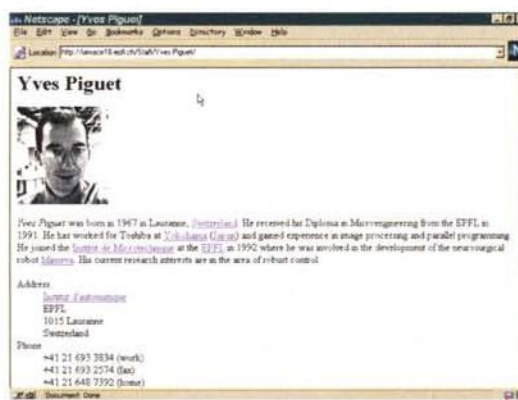 Netscape - [Yves Piguet]
File Edit View Go Bookmarks Options Directory Window Help
Location:
Yves Piguet
Yves Piguet was born in 1967 in Lausanne, Switzerland. He received his Diploma in Microengineering from the EPFL in
1991. He has worked for Toshiba at Yokohama (Japan) and gained experience in image processing and parallel programming.
He joined the Institut de Microtechnique at the EPFL in 1992 where he was involved in the development of the neurosurgical
robot Minerva. His current research interests are in the area of robust control.
Address
Institut d'automatique
EPFL
1015 Lausanne
Switzerland
Phone
+41 21 693 3834 (work)
+41 21 693 2574 (fax)
+41 21 648 7392 (home)
Document: Done